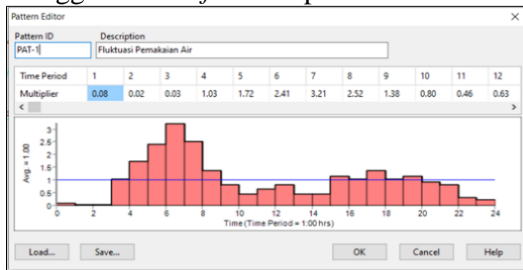 Pattern Editor
Pattern ID Description
PAT-1 Fluktuasi Pemakaian Air
Time Period 1 2 3 4 5 6 7 8 9 10 11 12
Multiplier 0.08 0.02 0.03 1.03 1.72 2.41 3.21 2.52 1.38 0.80 0.46 0.63
Avg. = 1.00
3
2.5
2
1.5
1
0.5
0
0 2 4 6 8 10 12 14 16 18 20 22 24
Time (Time Period = 1:00 hrs)
Load... Save... OK Cancel Help